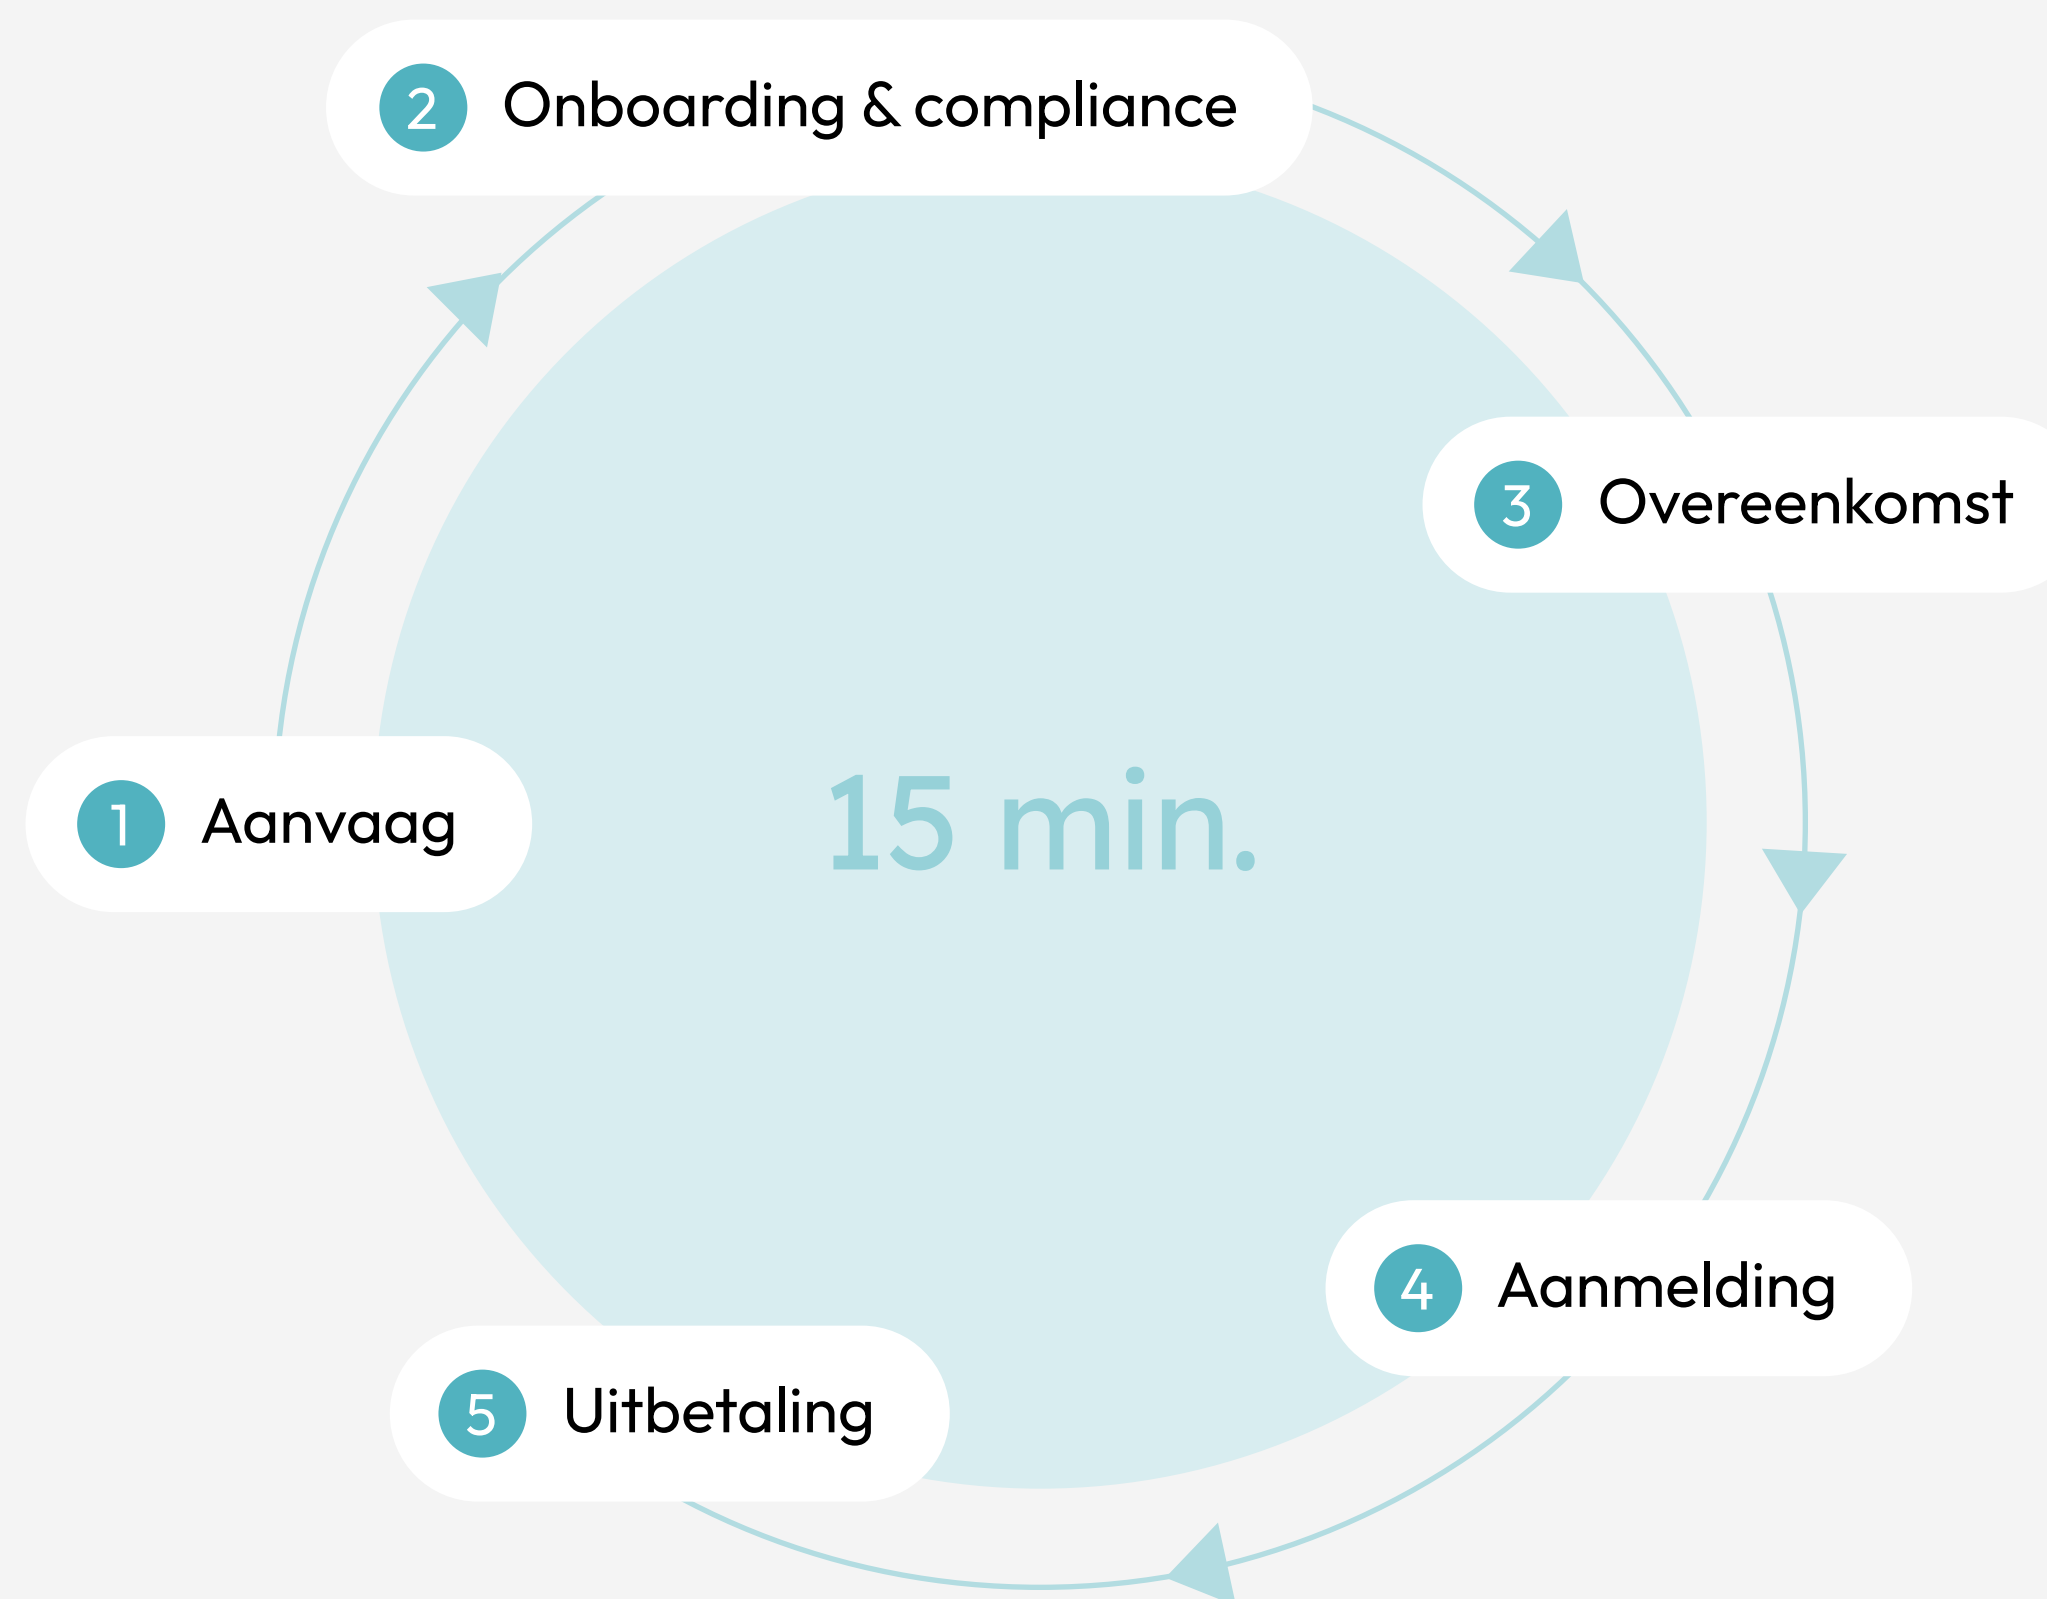 2 Onboarding & compliance
3 Overeenkomst
15 min.
1 Aanvaag
4 Aanmelding
5 Uitbetaling